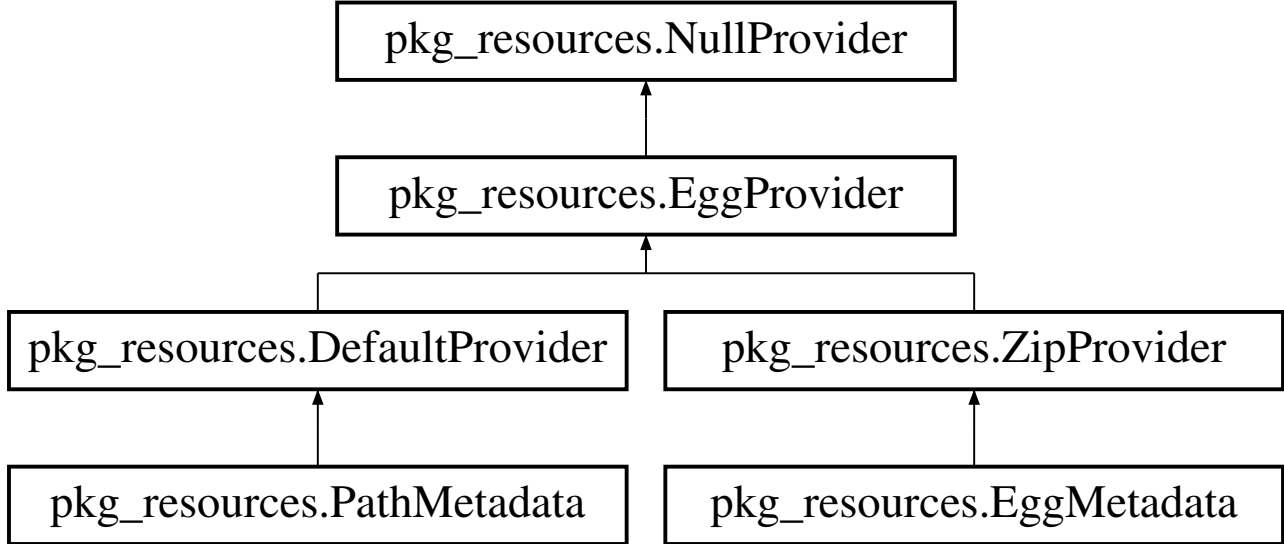 pkg_resources.NullProvider
pkg_resources.EggProvider
pkg_resources.DefaultProvider
pkg_resources.ZipProvider
pkg_resources.PathMetadata
pkg_resources.EggMetadata